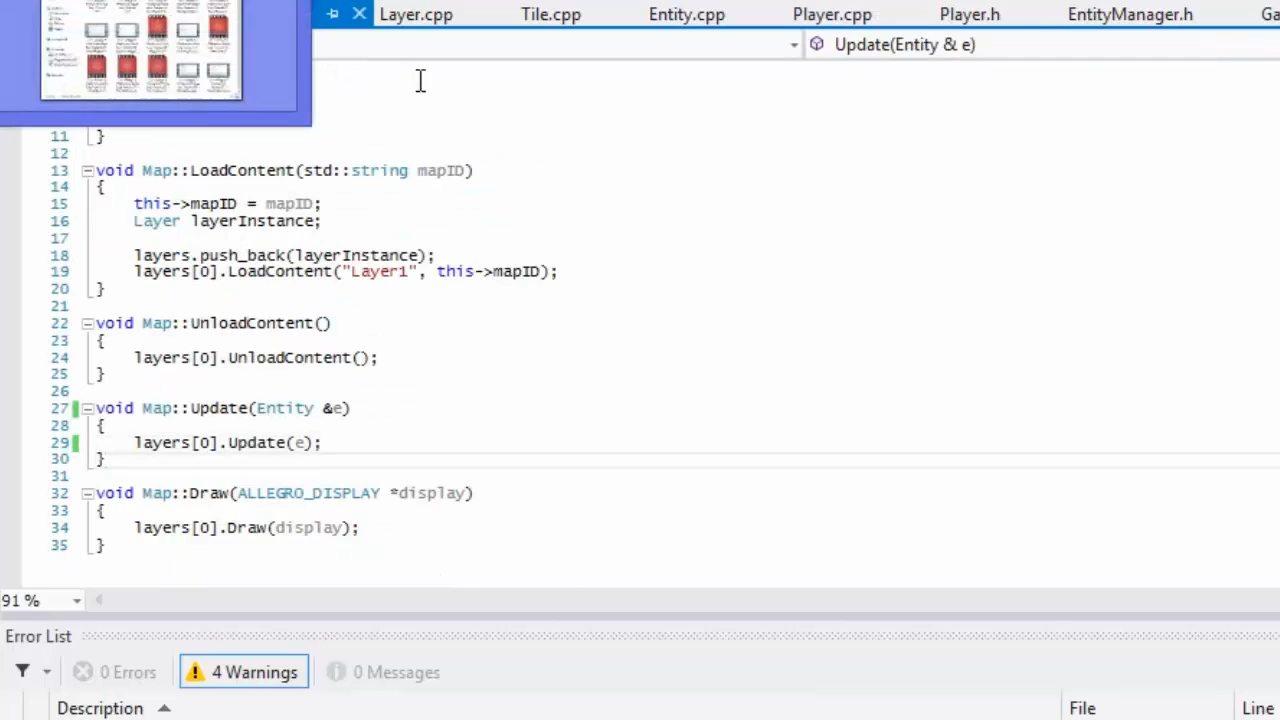 Layer.cpp Tile.cpp Entity.cpp Player.cpp Player.h EntityManager.h Ga
Update(Entity & e)
11 }
12
13 void Map::LoadContent(std::string mapID)
14 {
15 this->mapID = mapID;
16 Layer layerInstance;
17
18 layers.push_back(layerInstance);
19 layers[0].LoadContent("Layer1", this->mapID);
20 }
21
22 void Map::UnloadContent()
23 {
24 layers[0].UnloadContent();
25 }
26
27 void Map::Update(Entity &e)
28 {
29 layers[0].Update(e);
30 }
31
32 void Map::Draw(ALLEGRO_DISPLAY *display)
33 {
34 layers[0].Draw(display);
35 }
91 %
Error List
0 Errors 4 Warnings 0 Messages
Description File Line